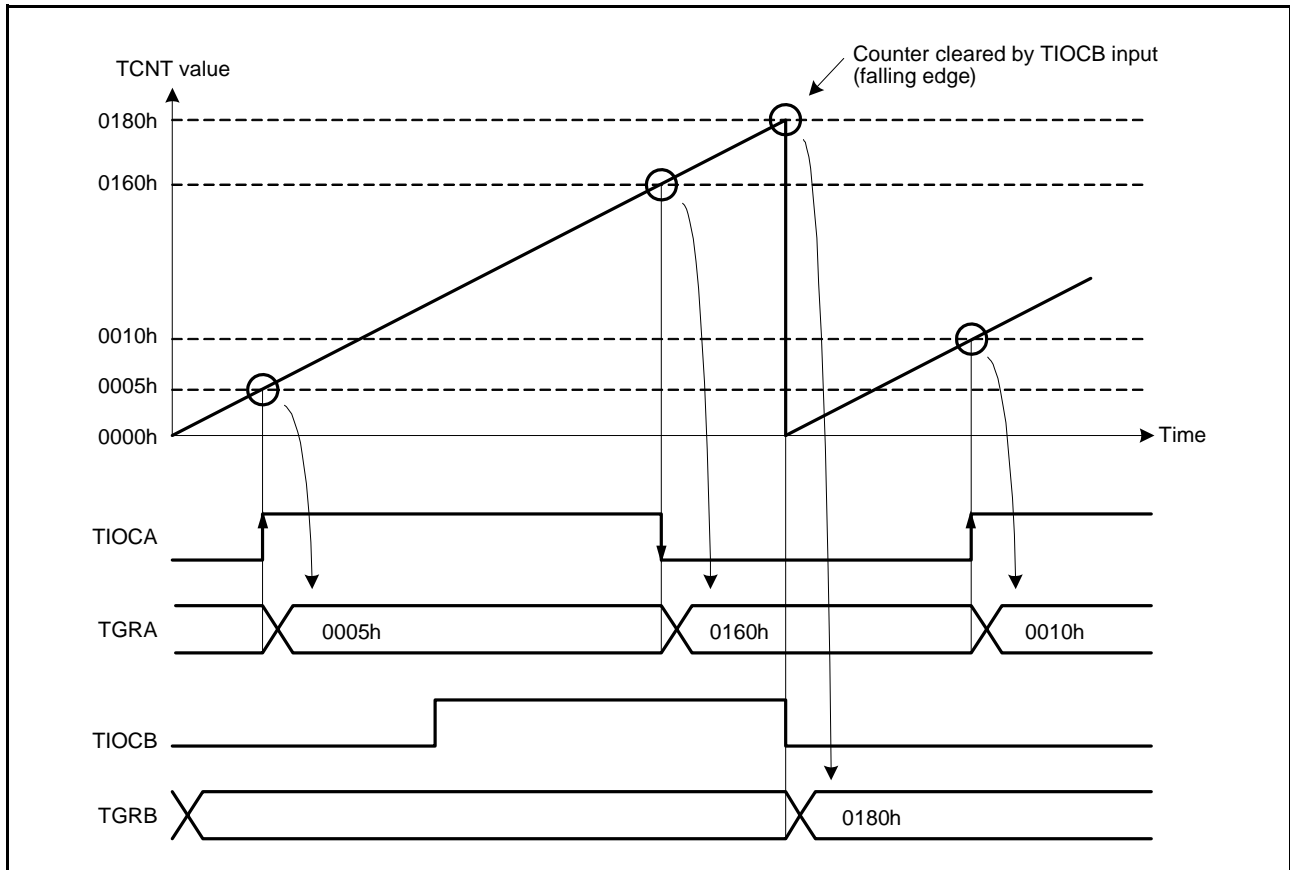 Counter cleared by TIOCB input
(falling edge)
TCNT value
0180h
0160h
0010h
0005h
0000h
Time
TIOCA
TGRA
0005h
0160h
0010h
TIOCB
TGRB
0180h